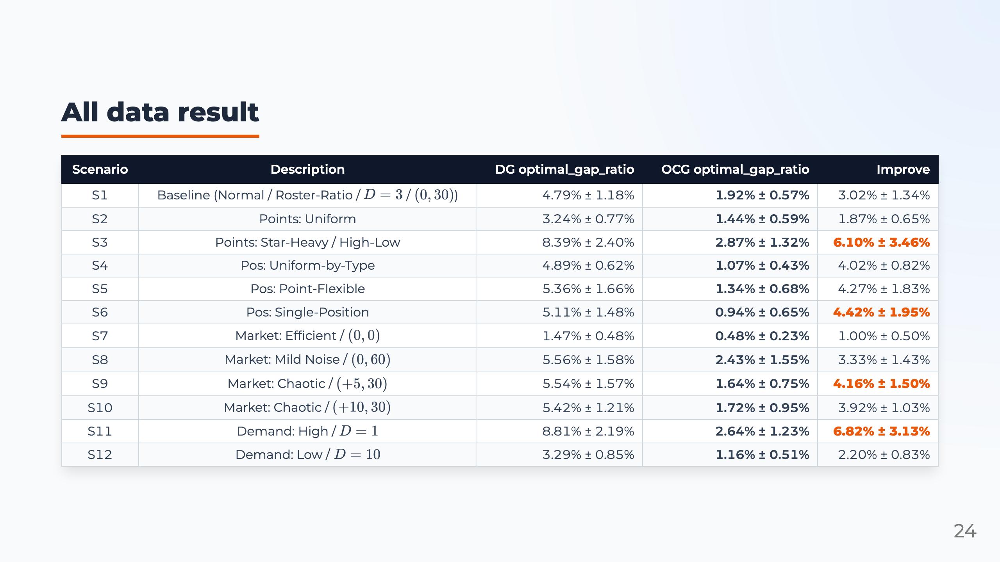 All data result
Scenario Description DG optimal_gap_ratio OCG optimal_gap_ratio Improve
S1 Baseline (Normal / Roster-Ratio / D = 3 / (0, 30)) 4.79% ± 1.18% 1.92% ± 0.57% 3.02% ± 1.34%
S2 Points: Uniform 3.24% ± 0.77% 1.44% ± 0.59% 1.87% ± 0.65%
S3 Points: Star-Heavy / High-Low 8.39% ± 2.40% 2.87% ± 1.32% 6.10% ± 3.46%
S4 Pos: Uniform-by-Type 4.89% ± 0.62% 1.07% ± 0.43% 4.02% ± 0.82%
S5 Pos: Point-Flexible 5.36% ± 1.66% 1.34% ± 0.68% 4.27% ± 1.83%
S6 Pos: Single-Position 5.11% ± 1.48% 0.94% ± 0.65% 4.42% ± 1.95%
S7 Market: Efficient / (0, 0) 1.47% ± 0.48% 0.48% ± 0.23% 1.00% ± 0.50%
S8 Market: Mild Noise / (0, 60) 5.56% ± 1.58% 2.43% ± 1.55% 3.33% ± 1.43%
S9 Market: Chaotic / (+5, 30) 5.54% ± 1.57% 1.64% ± 0.75% 4.16% ± 1.50%
S10 Market: Chaotic / (+10, 30) 5.42% ± 1.21% 1.72% ± 0.95% 3.92% ± 1.03%
S11 Demand: High / D = 1 8.81% ± 2.19% 2.64% ± 1.23% 6.82% ± 3.13%
S12 Demand: Low / D = 10 3.29% ± 0.85% 1.16% ± 0.51% 2.20% ± 0.83%
24